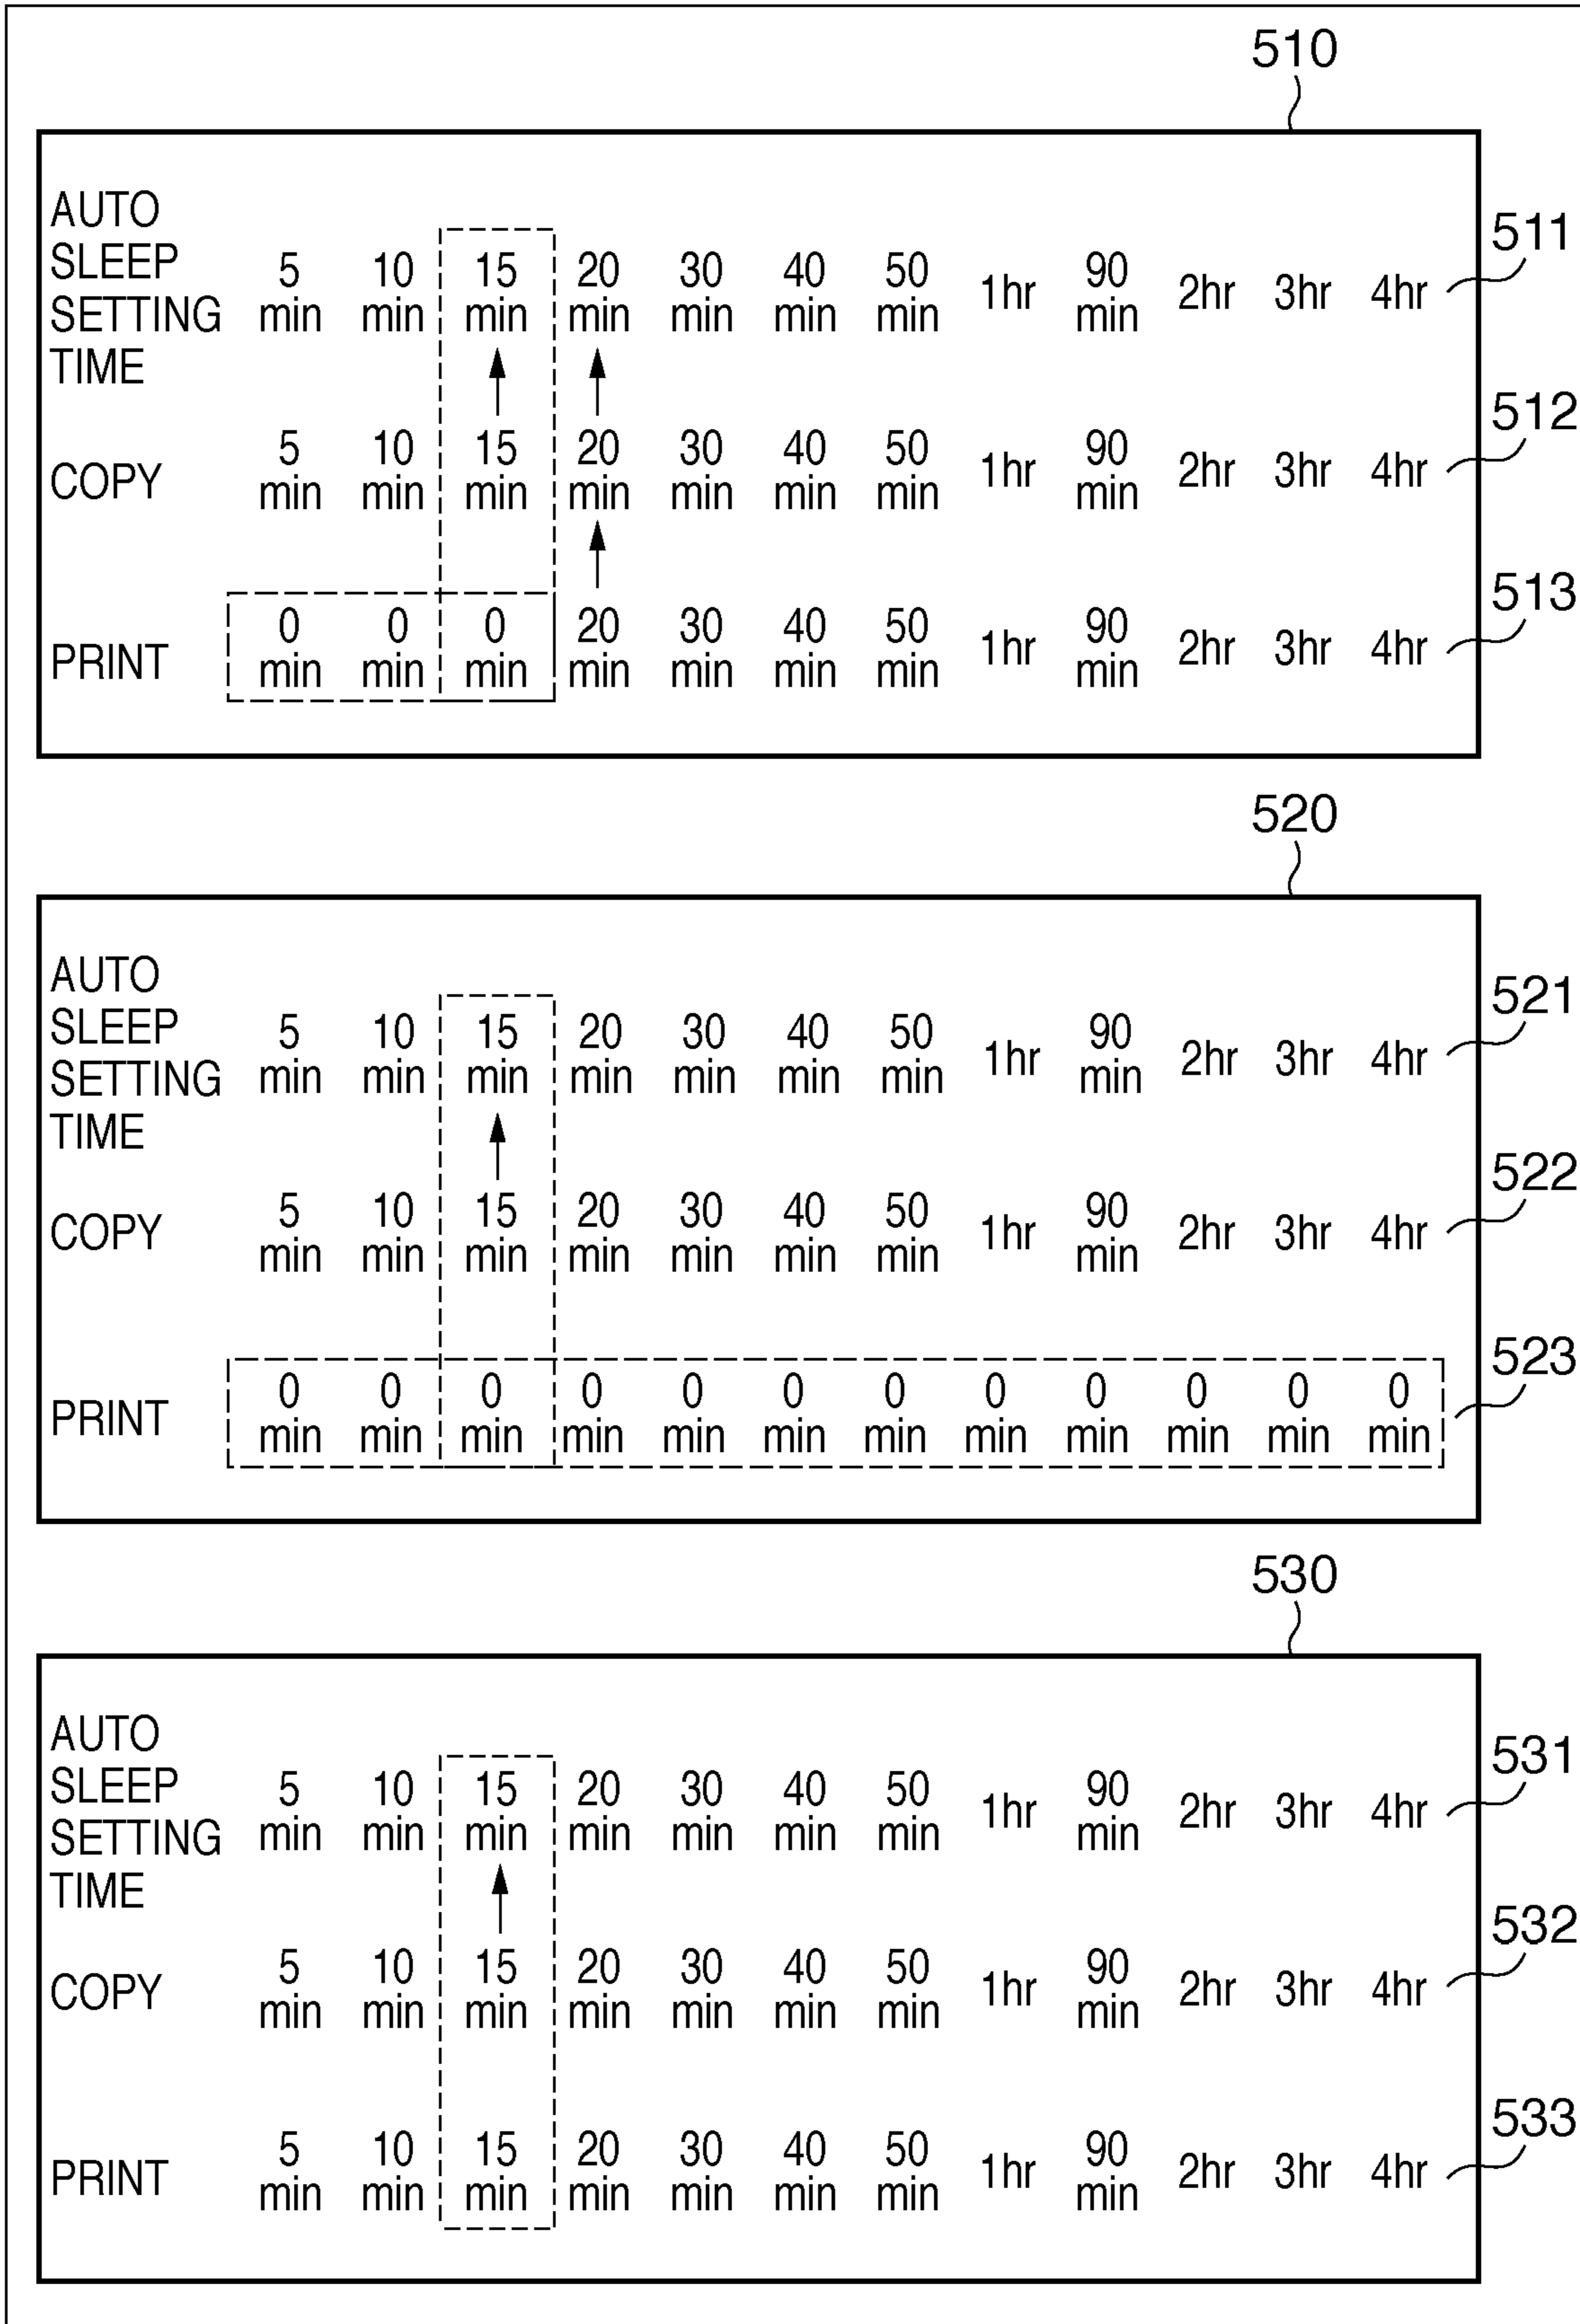 510
AUTO
SLEEP
SETTING
TIME
5 min 10 min 15 min 20 min 30 min 40 min 50 min 1hr 90 min 2hr 3hr 4hr
511
COPY 5 min 10 min 15 min 20 min 30 min 40 min 50 min 1hr 90 min 2hr 3hr 4hr
512
PRINT 0 min 0 min 0 min 20 min 30 min 40 min 50 min 1hr 90 min 2hr 3hr 4hr
513
520
AUTO
SLEEP
SETTING
TIME
5 min 10 min 15 min 20 min 30 min 40 min 50 min 1hr 90 min 2hr 3hr 4hr
521
COPY 5 min 10 min 15 min 20 min 30 min 40 min 50 min 1hr 90 min 2hr 3hr 4hr
522
PRINT 0 min 0 min 0 min 0 min 0 min 0 min 0 min 0 min 0 min 0 min 0 min 0 min
523
530
AUTO
SLEEP
SETTING
TIME
5 min 10 min 15 min 20 min 30 min 40 min 50 min 1hr 90 min 2hr 3hr 4hr
531
COPY 5 min 10 min 15 min 20 min 30 min 40 min 50 min 1hr 90 min 2hr 3hr 4hr
532
PRINT 5 min 10 min 15 min 20 min 30 min 40 min 50 min 1hr 90 min 2hr 3hr 4hr
533